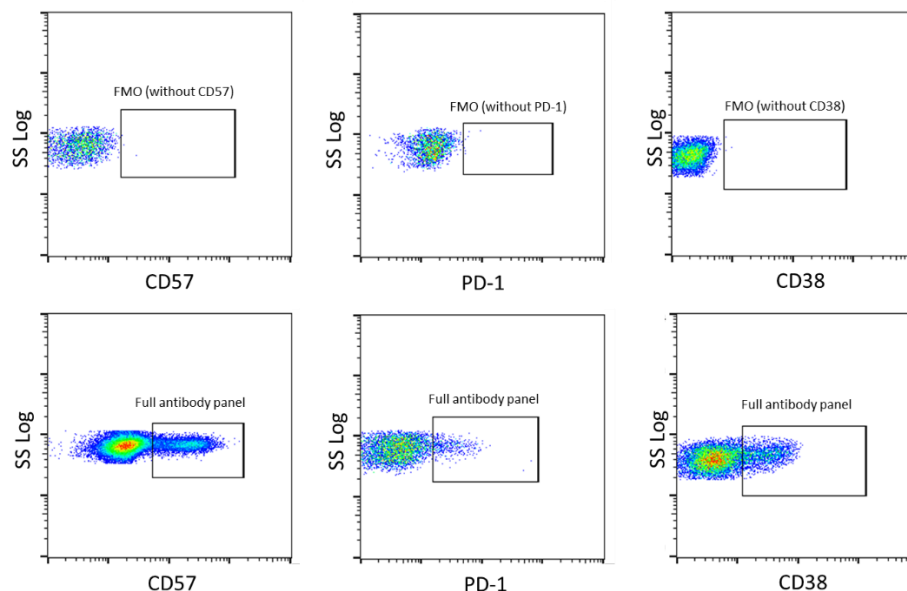 FMO (without CD57)
SS Log
CD57
FMO (without PD-1)
SS Log
PD-1
FMO (without CD38)
SS Log
CD38
Full antibody panel
SS Log
CD57
Full antibody panel
SS Log
PD-1
Full antibody panel
SS Log
CD38